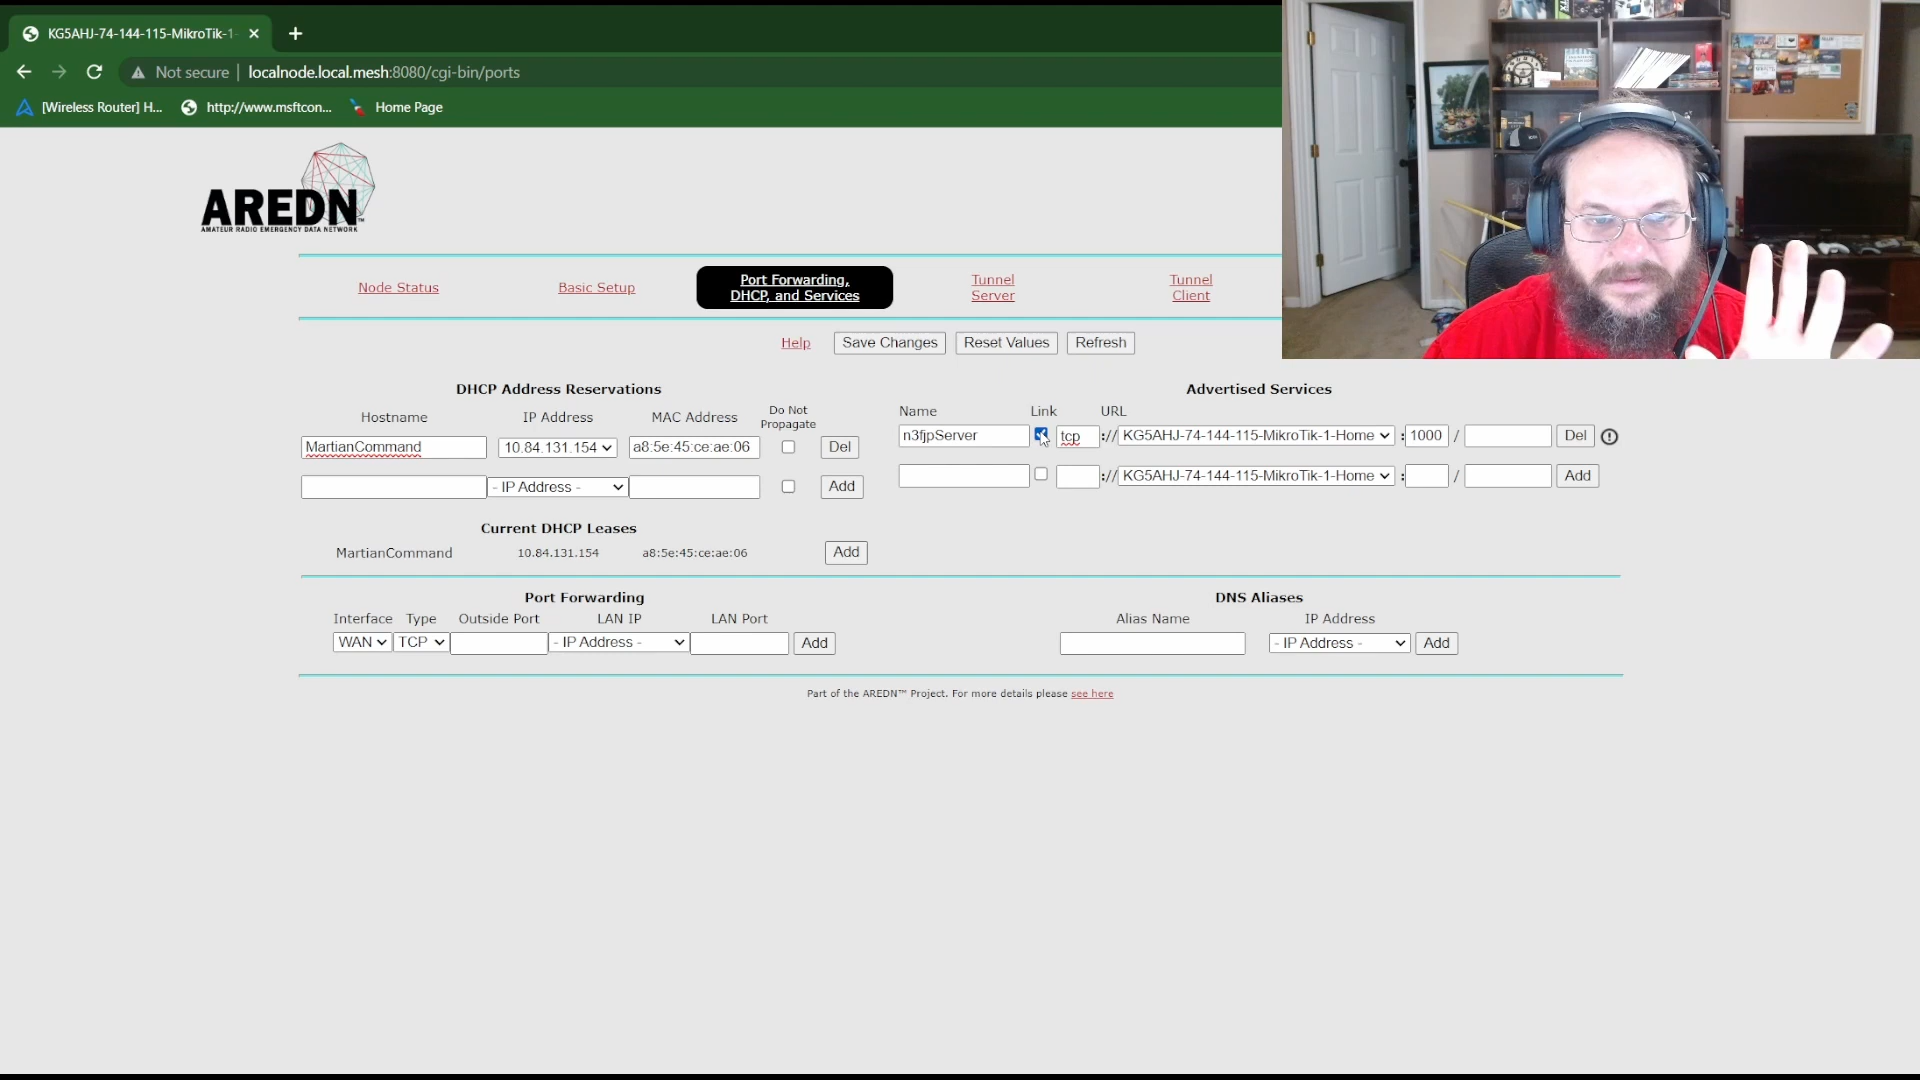 KG5AHJ-74-144-115-MikroTik-1-
Not secure | localnode.local.mesh:8080/cgi-bin/ports
[Wireless Router] H...
http://www.msftcon...
Home Page
AREDN
AMATEUR RADIO EMERGENCY DATA NETWORK
Node Status
Basic Setup
Port Forwarding,
DHCP, and Services
Tunnel
Server
Tunnel
Client
Help
Save Changes
Reset Values
Refresh
DHCP Address Reservations
Hostname IP Address MAC Address Do Not
Propagate
MartianCommand 10.84.131.154 a8:5e:45:ce:ae:06 Del
- IP Address - Add
Current DHCP Leases
MartianCommand 10.84.131.154 a8:5e:45:ce:ae:06 Add
Advertised Services
Name Link URL
n3fjpServer tcp :// KG5AHJ-74-144-115-MikroTik-1-Home : 1000 / Del
:// KG5AHJ-74-144-115-MikroTik-1-Home : / Add
Port Forwarding
Interface Type Outside Port LAN IP LAN Port
WAN TCP - IP Address - Add
DNS Aliases
Alias Name IP Address
- IP Address - Add
Part of the AREDN™ Project. For more details please see here